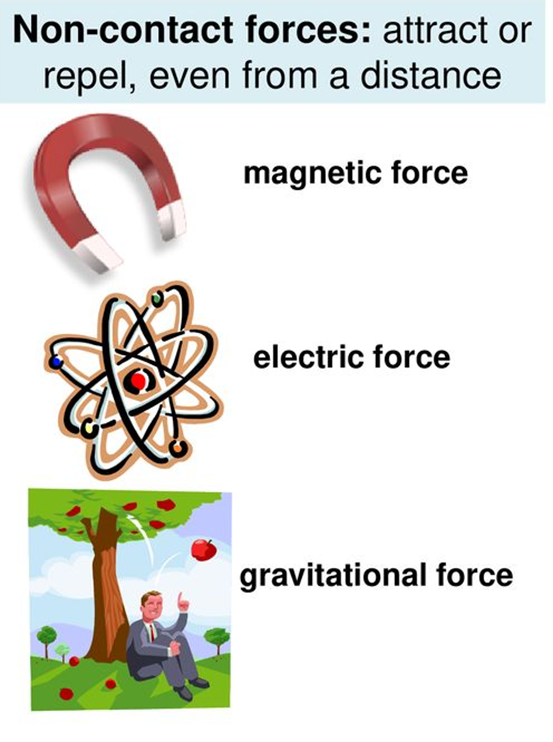 Non-contact forces: attract or
repel, even from a distance
magnetic force
electric force
gravitational force